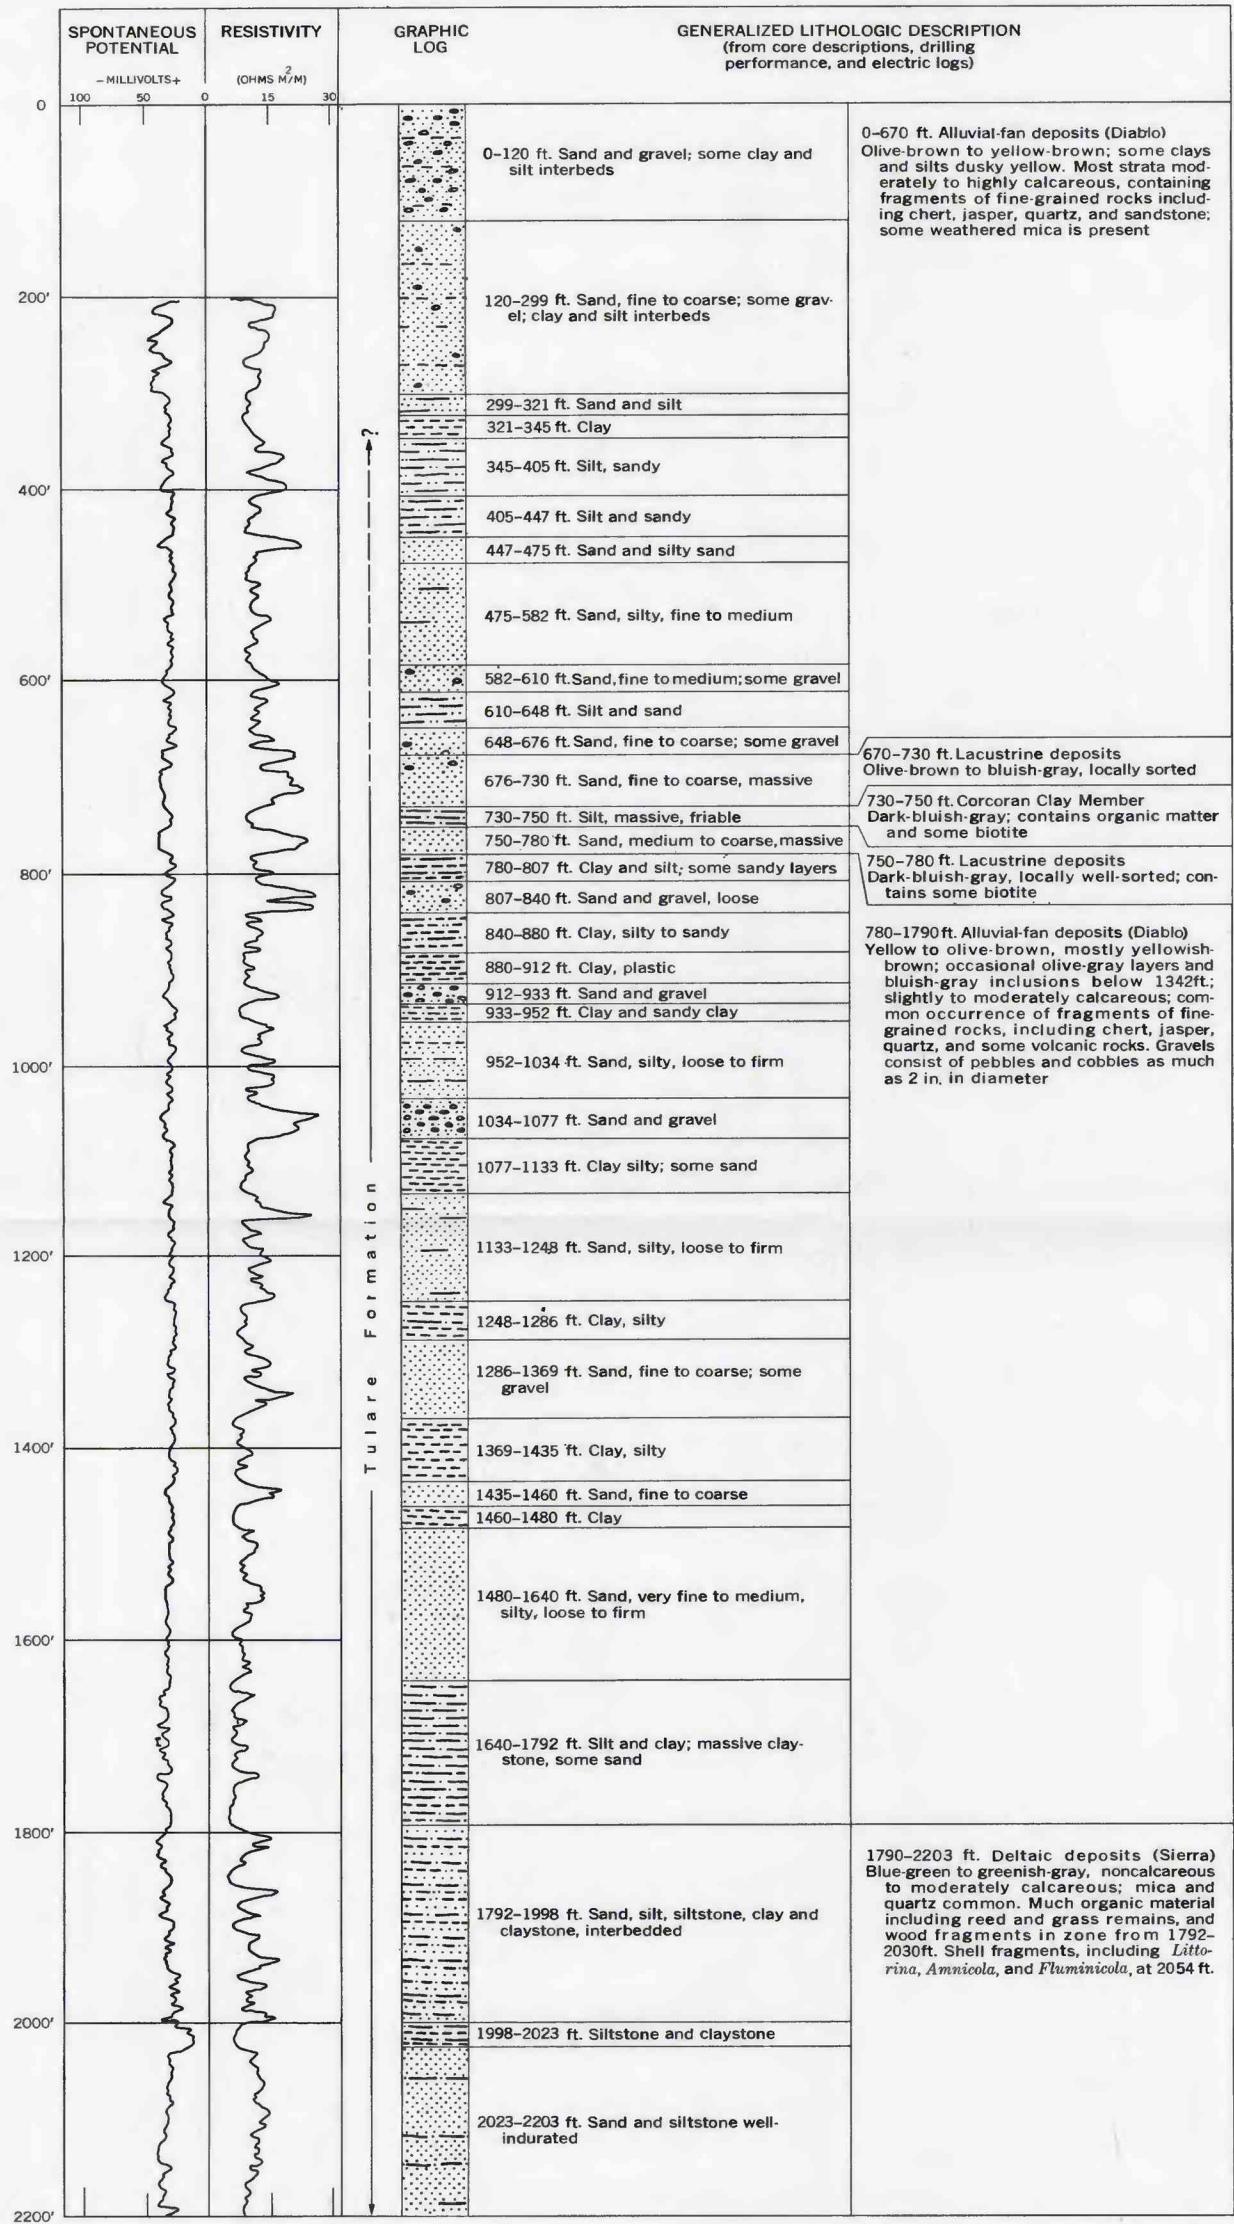 SPONTANEOUS
POTENTIAL
RESISTIVITY
GRAPHIC
LOG
GENERALIZED LITHOLOGIC DESCRIPTION
(from core descriptions, drilling
performance, and electric logs)
–MILLIVOLTS+
(OHMS M²/M)
100 50 0 15 30
0
200'
400'
600'
800'
1000'
1200'
1400'
1600'
1800'
2000'
2200'
?
Tulare Formation
0–120 ft. Sand and gravel; some clay and
silt interbeds
120–299 ft. Sand, fine to coarse; some grav-
el; clay and silt interbeds
299–321 ft. Sand and silt
321–345 ft. Clay
345–405 ft. Silt, sandy
405–447 ft. Silt and sandy
447–475 ft. Sand and silty sand
475–582 ft. Sand, silty, fine to medium
582–610 ft. Sand, fine to medium; some gravel
610–648 ft. Silt and sand
648–676 ft. Sand, fine to coarse; some gravel
676–730 ft. Sand, fine to coarse, massive
730–750 ft. Silt, massive, friable
750–780 ft. Sand, medium to coarse, massive
780–807 ft. Clay and silt; some sandy layers
807–840 ft. Sand and gravel, loose
840–880 ft. Clay, silty to sandy
880–912 ft. Clay, plastic
912–933 ft. Sand and gravel
933–952 ft. Clay and sandy clay
952–1034 ft. Sand, silty, loose to firm
1034–1077 ft. Sand and gravel
1077–1133 ft. Clay silty; some sand
1133–1248 ft. Sand, silty, loose to firm
1248–1286 ft. Clay, silty
1286–1369 ft. Sand, fine to coarse; some
gravel
1369–1435 ft. Clay, silty
1435–1460 ft. Sand, fine to coarse
1460–1480 ft. Clay
1480–1640 ft. Sand, very fine to medium,
silty, loose to firm
1640–1792 ft. Silt and clay; massive clay-
stone, some sand
1792–1998 ft. Sand, silt, siltstone, clay and
claystone, interbedded
1998–2023 ft. Siltstone and claystone
2023–2203 ft. Sand and siltstone well-
indurated
0–670 ft. Alluvial-fan deposits (Diablo)
Olive-brown to yellow-brown; some clays
and silts dusky yellow. Most strata mod-
erately to highly calcareous, containing
fragments of fine-grained rocks includ-
ing chert, jasper, quartz, and sandstone;
some weathered mica is present
670–730 ft. Lacustrine deposits
Olive-brown to bluish-gray, locally sorted
730–750 ft. Corcoran Clay Member
Dark-bluish-gray; contains organic matter
and some biotite
750–780 ft. Lacustrine deposits
Dark-bluish-gray, locally well-sorted; con-
tains some biotite
780–1790 ft. Alluvial-fan deposits (Diablo)
Yellow to olive-brown, mostly yellowish-
brown; occasional olive-gray layers and
bluish-gray inclusions below 1342ft.;
slightly to moderately calcareous; com-
mon occurrence of fragments of fine-
grained rocks, including chert, jasper,
quartz, and some volcanic rocks. Gravels
consist of pebbles and cobbles as much
as 2 in. in diameter
1790–2203 ft. Deltaic deposits (Sierra)
Blue-green to greenish-gray, noncalcareous
to moderately calcareous; mica and
quartz common. Much organic material
including reed and grass remains, and
wood fragments in zone from 1792–
2030ft. Shell fragments, including Litto-
rina, Amnicola, and Fluminicola, at 2054 ft.